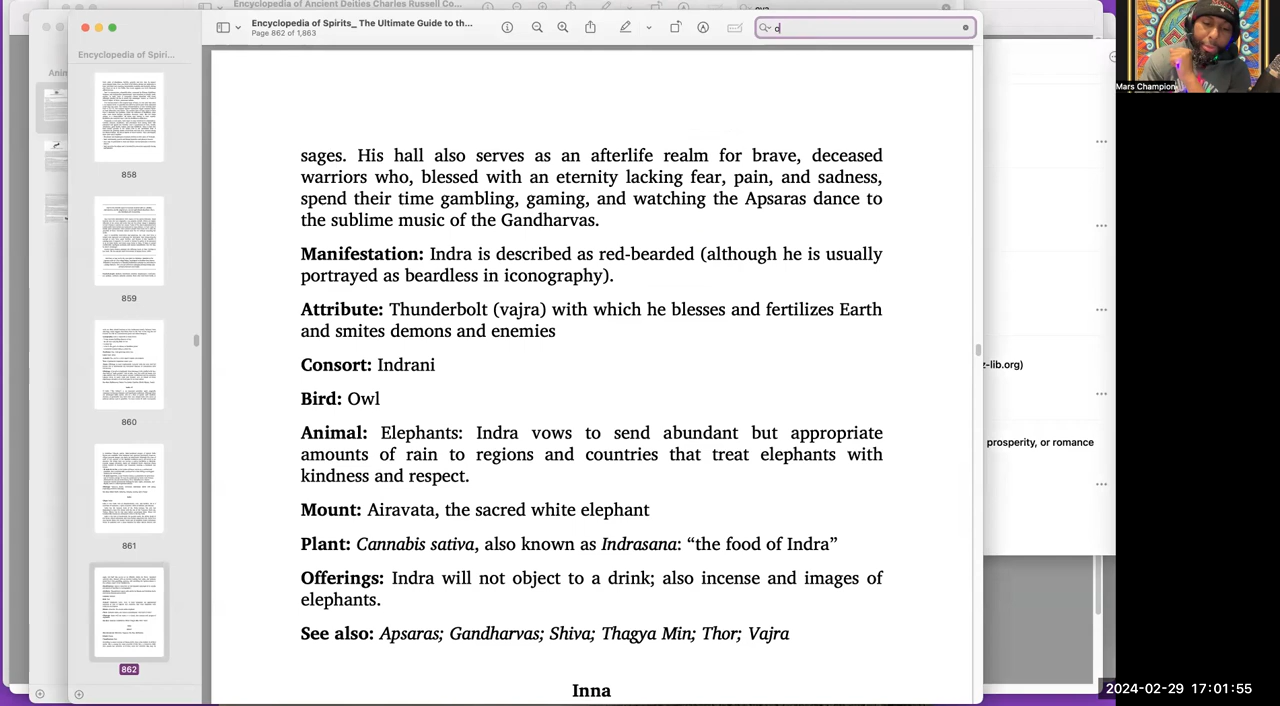 Encyclopedia of Ancient Deities Charles Russell Co...
Encyclopedia of Spirits_ The Ultimate Guide to th...
Page 862 of 1,863
Encyclopedia of Spiri...
Anim
858
859
860
861
862
sages. His hall also serves as an afterlife realm for brave, deceased
warriors who, blessed with an eternity lacking fear, pain, and sadness,
spend their time gambling, gaming, and watching the Apsaras dance to
the sublime music of the Gandharvas.
Manifestation: Indra is described as red-bearded (although he is usually
portrayed as beardless in iconography).
Attribute: Thunderbolt (vajra) with which he blesses and fertilizes Earth
and smites demons and enemies
Consort: Indrani
Bird: Owl
Animal: Elephants: Indra vows to send abundant but appropriate
amounts of rain to regions and countries that treat elephants with
kindness and respect.
Mount: Airavata, the sacred white elephant
Plant: Cannabis sativa, also known as Indrasana: “the food of Indra”
Offerings: Indra will not object to a drink; also incense and images of
elephants.
See also: Apsaras; Gandharvas; Shiva; Thagya Min; Thor; Vajra
Inna
z-lib.org)
prosperity, or romance
Mars Champion
2024-02-29 17:01:55